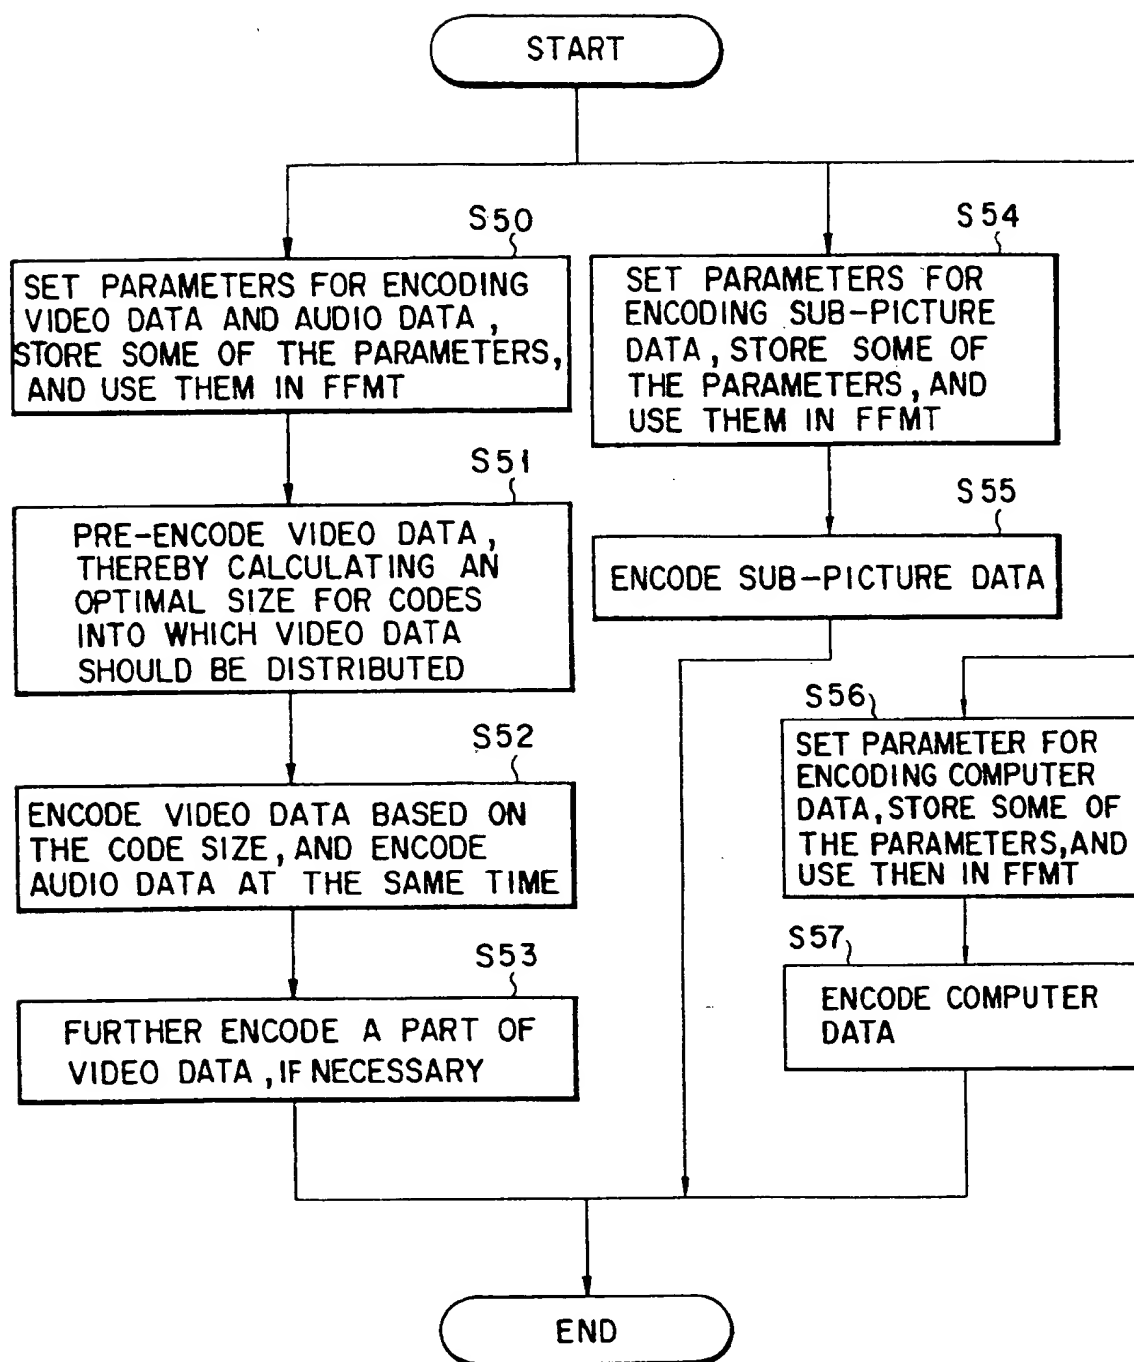 START
S50
SET PARAMETERS FOR ENCODING
VIDEO DATA AND AUDIO DATA,
STORE SOME OF THE PARAMETERS,
AND USE THEM IN FFMT
S51
PRE-ENCODE VIDEO DATA,
THEREBY CALCULATING AN
OPTIMAL SIZE FOR CODES
INTO WHICH VIDEO DATA
SHOULD BE DISTRIBUTED
S52
ENCODE VIDEO DATA BASED ON
THE CODE SIZE, AND ENCODE
AUDIO DATA AT THE SAME TIME
S53
FURTHER ENCODE A PART OF
VIDEO DATA, IF NECESSARY
S54
SET PARAMETERS FOR
ENCODING SUB-PICTURE
DATA, STORE SOME OF
THE PARAMETERS, AND
USE THEM IN FFMT
S55
ENCODE SUB-PICTURE DATA
S56
SET PARAMETER FOR
ENCODING COMPUTER
DATA, STORE SOME OF
THE PARAMETERS, AND
USE THEN IN FFMT
S57
ENCODE COMPUTER
DATA
END